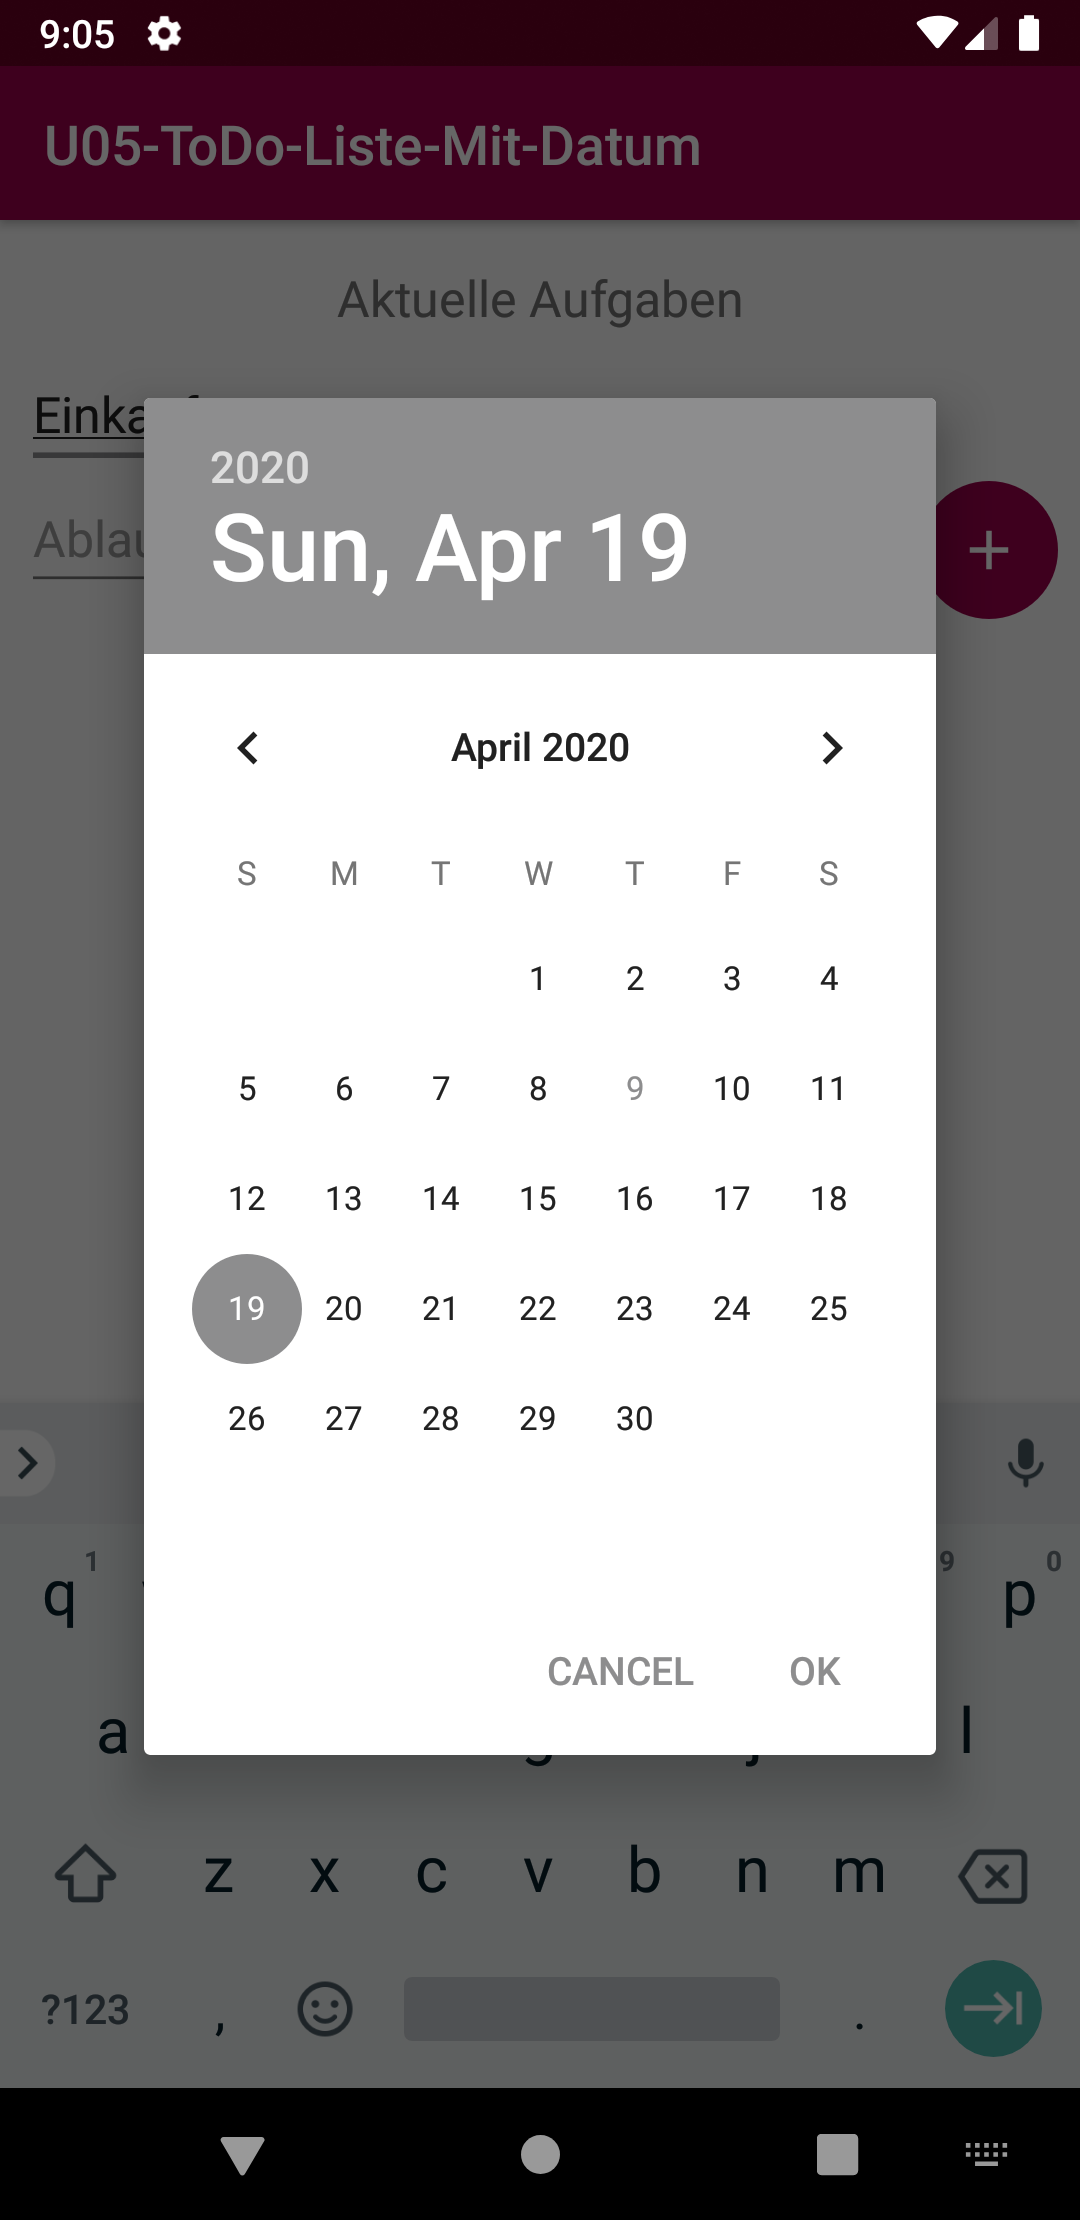 9:05
U05-ToDo-Liste-Mit-Datum
Aktuelle Aufgaben
2020
Sun, Apr 19
April 2020
S M T W T F S
1 2 3 4
5 6 7 8 9 10 11
12 13 14 15 16 17 18
19 20 21 22 23 24 25
26 27 28 29 30
CANCEL OK
1 9 0
q p
a l
z x c v b n m
?123 , .